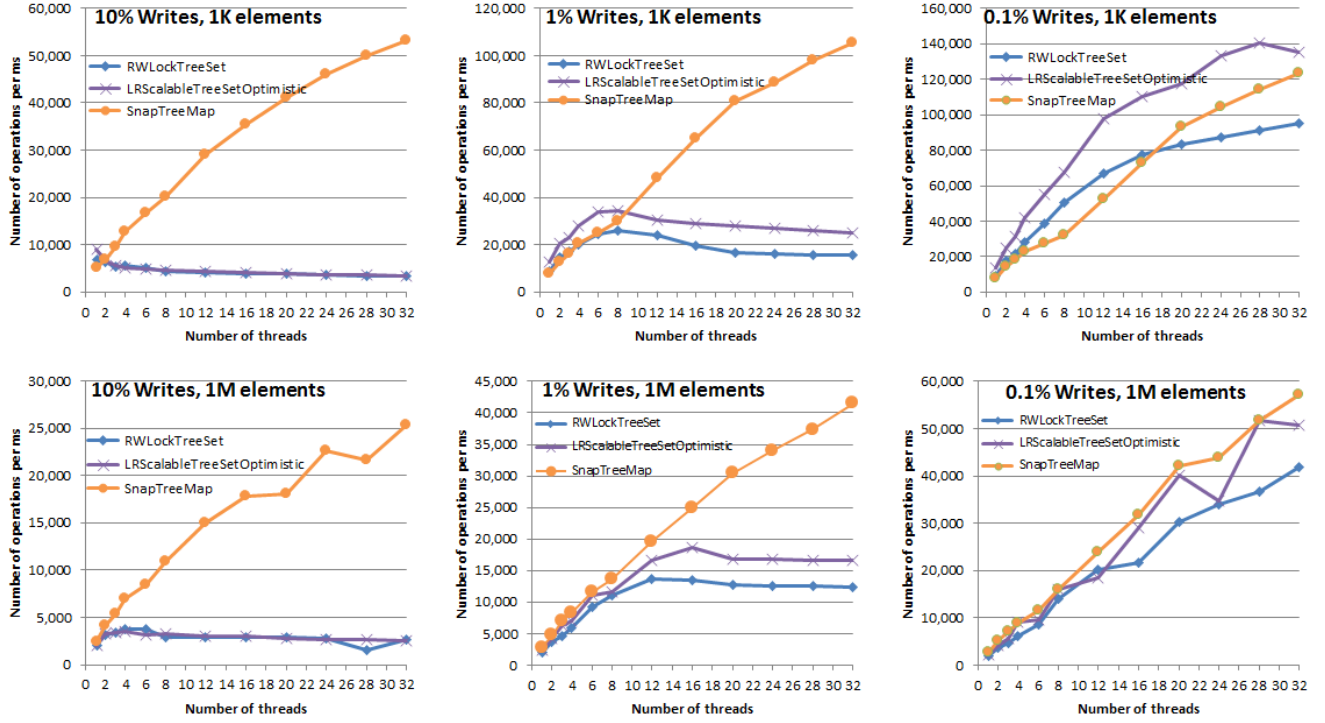 10% Writes, 1K elements
Number of operations per ms
60,000
50,000
40,000
30,000
20,000
10,000
0
RWLockTreeSet
LRScalableTreeSetOptimistic
SnapTreeMap
0 2 4 6 8 10 12 14 16 18 20 22 24 26 28 30 32
Number of threads
1% Writes, 1K elements
Number of operations per ms
120,000
100,000
80,000
60,000
40,000
20,000
0
RWLockTreeSet
LRScalableTreeSetOptimistic
SnapTreeMap
0 2 4 6 8 10 12 14 16 18 20 22 24 26 28 30 32
Number of threads
0.1% Writes, 1K elements
Number of operations per ms
160,000
140,000
120,000
100,000
80,000
60,000
40,000
20,000
0
RWLockTreeSet
LRScalableTreeSetOptimistic
SnapTreeMap
0 2 4 6 8 10 12 14 16 18 20 22 24 26 28 30 32
Number of threads
10% Writes, 1M elements
Number of operations per ms
30,000
25,000
20,000
15,000
10,000
5,000
0
RWLockTreeSet
LRScalableTreeSetOptimistic
SnapTreeMap
0 2 4 6 8 10 12 14 16 18 20 22 24 26 28 30 32
Number of threads
1% Writes, 1M elements
Number of operations per ms
45,000
40,000
35,000
30,000
25,000
20,000
15,000
10,000
5,000
0
RWLockTreeSet
LRScalableTreeSetOptimistic
SnapTreeMap
0 2 4 6 8 10 12 14 16 18 20 22 24 26 28 30 32
Number of threads
0.1% Writes, 1M elements
Number of operations per ms
60,000
50,000
40,000
30,000
20,000
10,000
0
RWLockTreeSet
LRScalableTreeSetOptimistic
SnapTreeMap
0 2 4 6 8 10 12 14 16 18 20 22 24 26 28 30 32
Number of threads